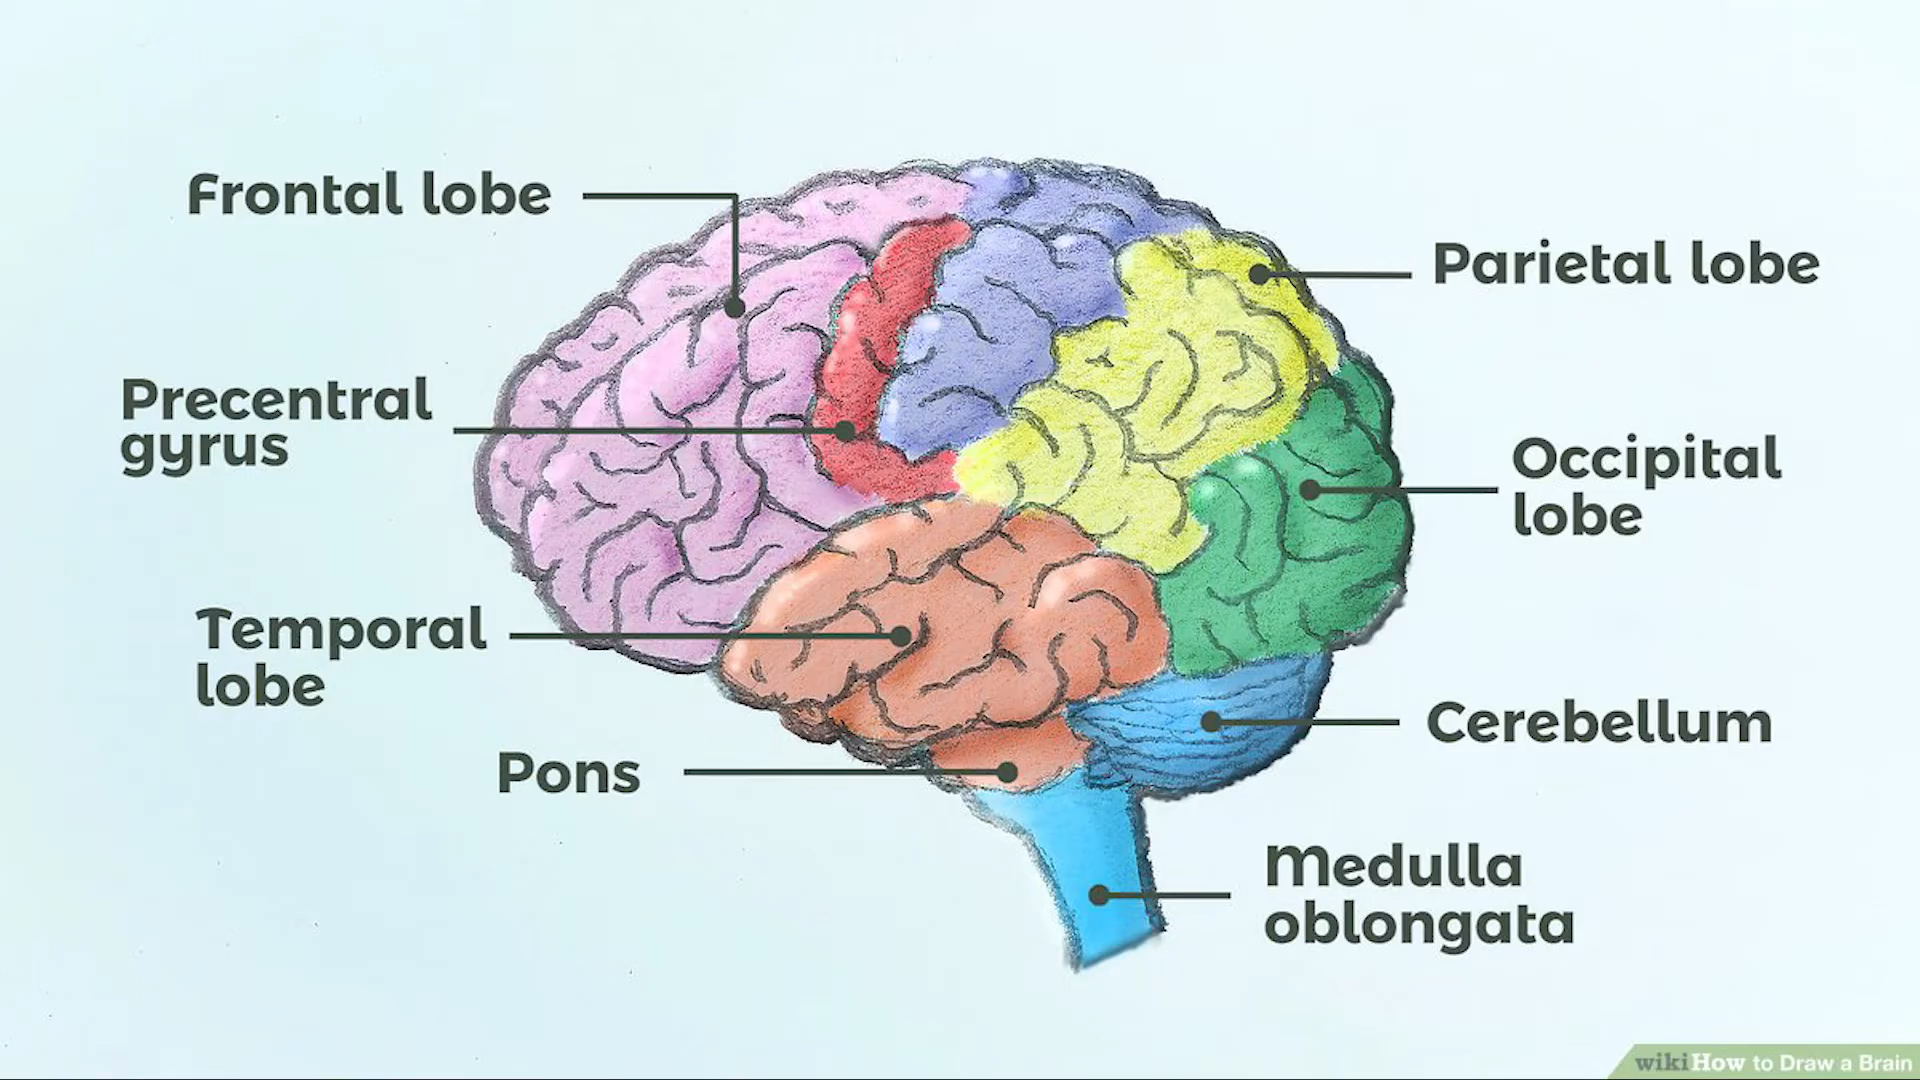 Frontal lobe
Parietal lobe
Precentral
gyrus
Occipital
lobe
Temporal
lobe
Cerebellum
Pons
Medulla
oblongata
wikiHow to Draw a Brain